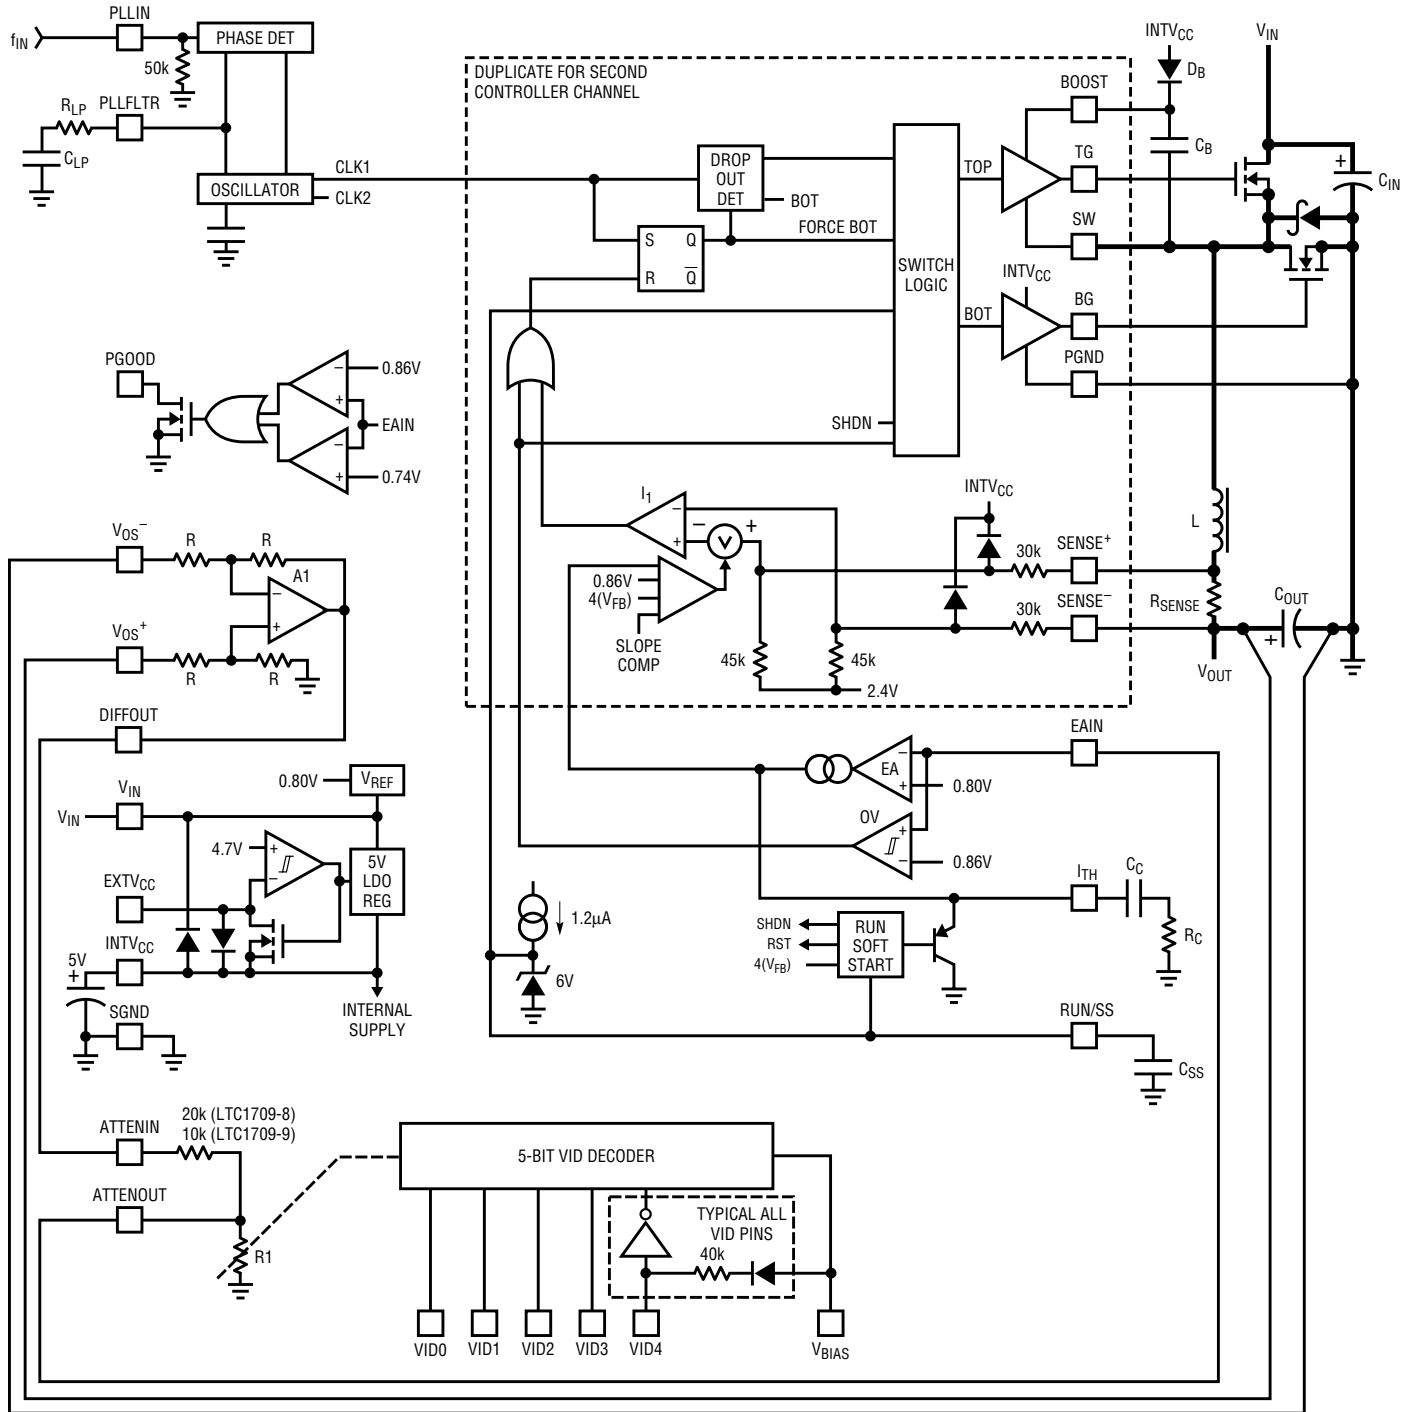 PLLIN
fIN
PHASE DET
50k
RLP
PLLFLTR
CLP
OSCILLATOR
CLK1
CLK2
DUPLICATE FOR SECOND
CONTROLLER CHANNEL
DROP
OUT
DET
BOT
FORCE BOT
S
Q
R
Q̅
SWITCH
LOGIC
TOP
BOT
INTVCC
SHDN
BOOST
TG
SW
BG
PGND
INTVCC
DB
CB
VIN
+
CIN
PGOOD
−
0.86V
+
EAIN
−
+
0.74V
I1
−
+
−
V
+
0.86V
4(VFB)
SLOPE
COMP
INTVCC
30k
SENSE+
30k
SENSE−
45k
45k
2.4V
L
RSENSE
COUT
+
VOUT
VOS−
R
R
A1
−
+
VOS+
R
R
DIFFOUT
0.80V
VREF
VIN
VIN
4.7V
+
−
5V
LDO
REG
EXTVCC
INTVCC
5V
+
SGND
INTERNAL
SUPPLY
EAIN
−
EA
+
0.80V
OV
+
−
0.86V
1.2µA
6V
ITH
CC
RC
SHDN
RST
4(VFB)
RUN
SOFT
START
RUN/SS
CSS
20k (LTC1709-8)
10k (LTC1709-9)
ATTENIN
ATTENOUT
R1
5-BIT VID DECODER
TYPICAL ALL
VID PINS
40k
VID0
VID1
VID2
VID3
VID4
VBIAS